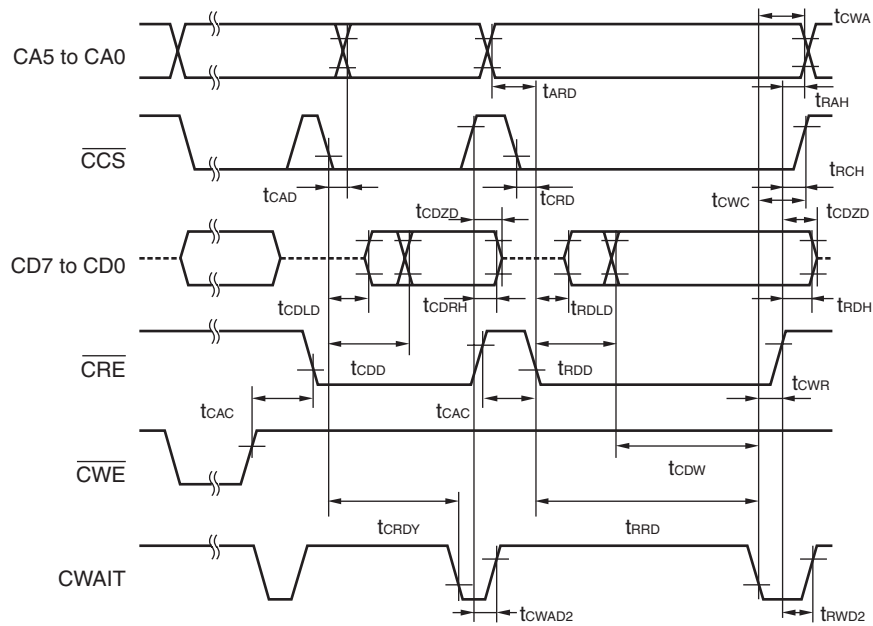 tCWA
CA5 to CA0
tARD
tRAH
CCS
tCAD
tCRD
tRCH
tCWC
tCDZD
tCDZD
CD7 to CD0
tCDLD
tCDRH
tRDLD
tRDH
CRE
tCDD
tRDD
tCWR
tCAC
tCAC
CWE
tCDW
tCRDY
tRRD
CWAIT
tCWAD2
tRWD2